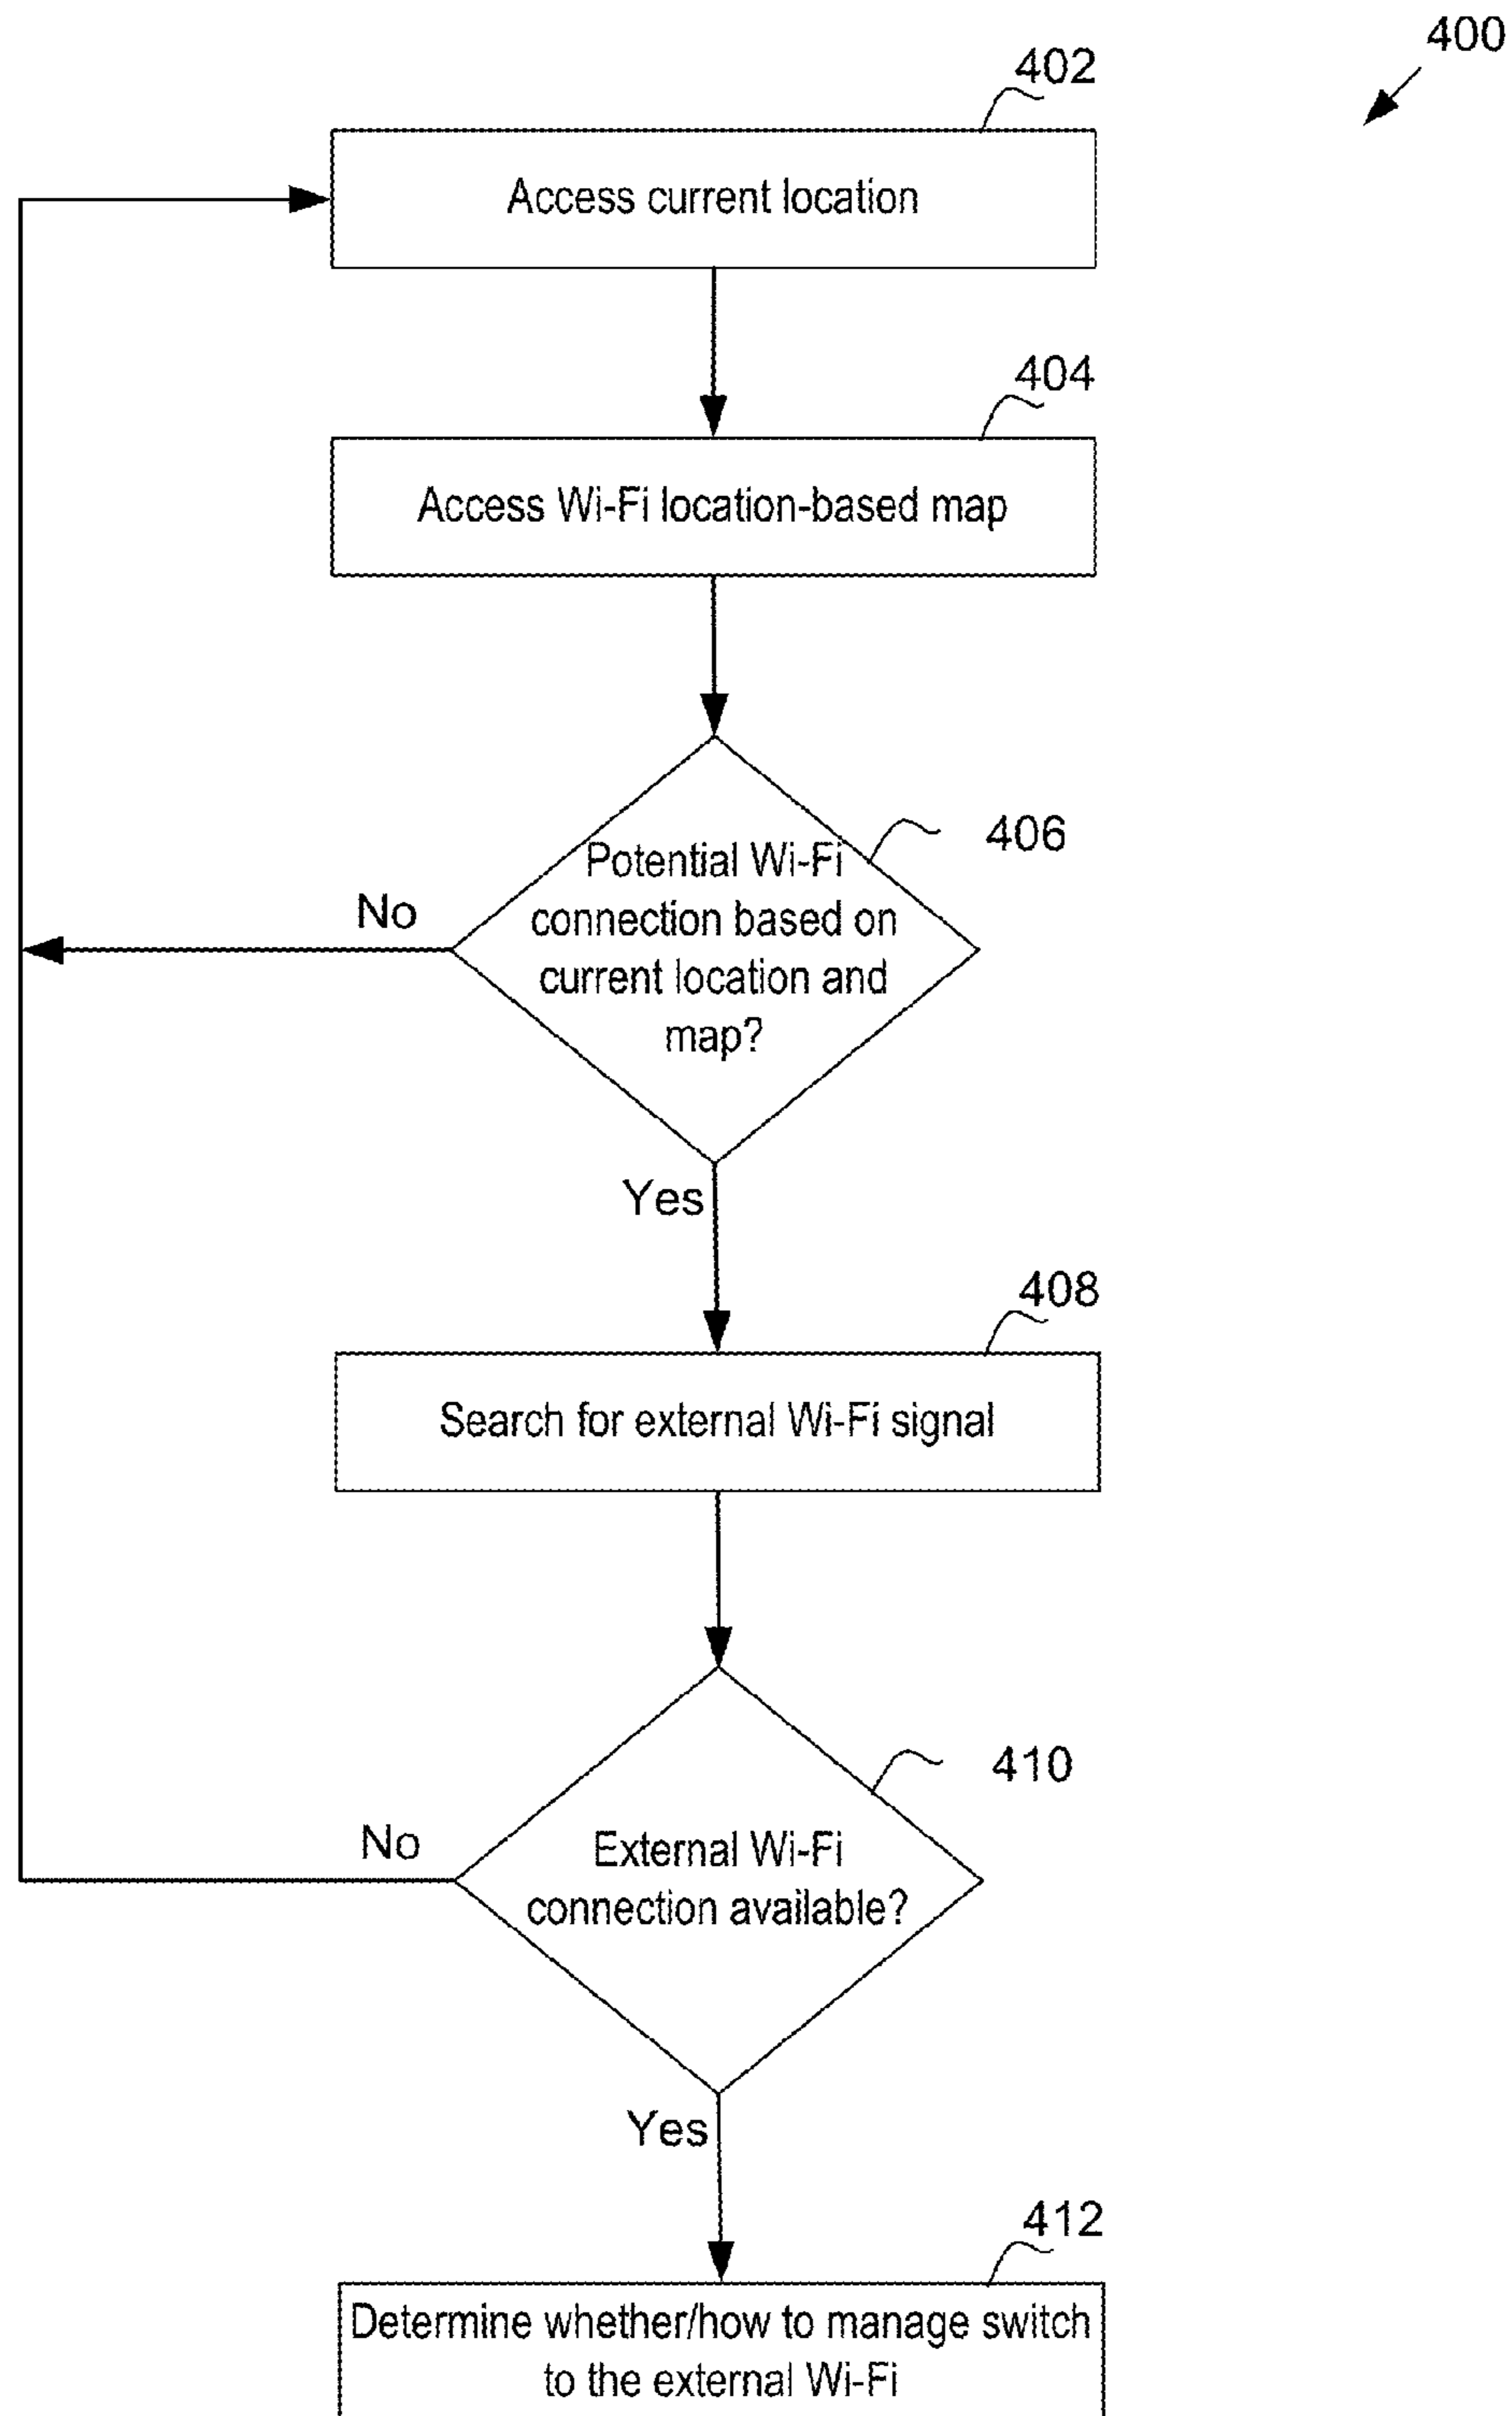 400
402
Access current location
404
Access Wi-Fi location-based map
406
Potential Wi-Fi
connection based on
current location and
map?
No
Yes
408
Search for external Wi-Fi signal
410
External Wi-Fi
connection available?
No
Yes
412
Determine whether/how to manage switch
to the external Wi-Fi